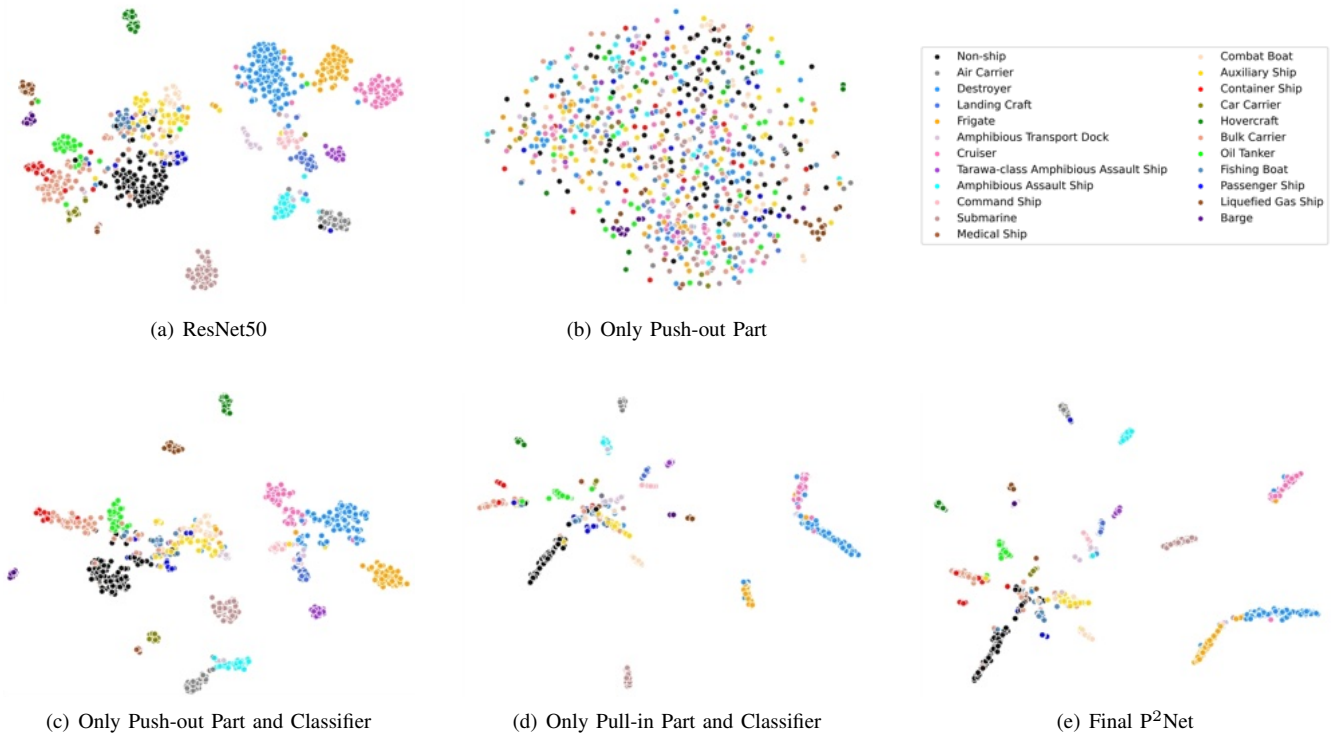 Non-ship
Air Carrier
Destroyer
Landing Craft
Frigate
Amphibious Transport Dock
Cruiser
Tarawa-class Amphibious Assault Ship
Amphibious Assault Ship
Command Ship
Submarine
Medical Ship
Combat Boat
Auxiliary Ship
Container Ship
Car Carrier
Hovercraft
Bulk Carrier
Oil Tanker
Fishing Boat
Passenger Ship
Liquefied Gas Ship
Barge
(a) ResNet50
(b) Only Push-out Part
(c) Only Push-out Part and Classifier
(d) Only Pull-in Part and Classifier
(e) Final P²Net